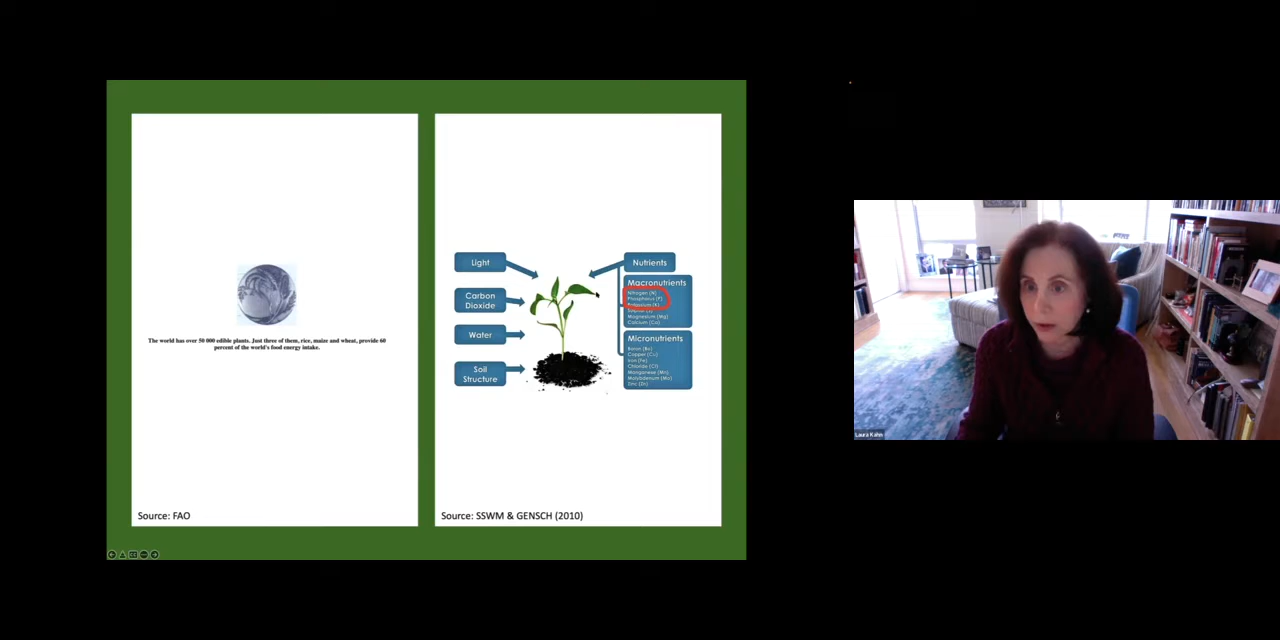 The world has over 50 000 edible plants. Just three of them, rice, maize and wheat, provide 60
percent of the world's food energy intake.
Source: FAO
Light
Carbon
Dioxide
Water
Soil
Structure
Nutrients
Macronutrients
Nitrogen (N)
Phosphorus (P)
Potassium (K)
Magnesium (Mg)
Calcium (Ca)
Micronutrients
Boron (Bo)
Copper (Cu)
Iron (Fe)
Chloride (Cl)
Manganese (Mn)
Molybdenum (Mo)
Zinc (Zn)
Source: SSWM & GENSCH (2010)
Laura Kahn